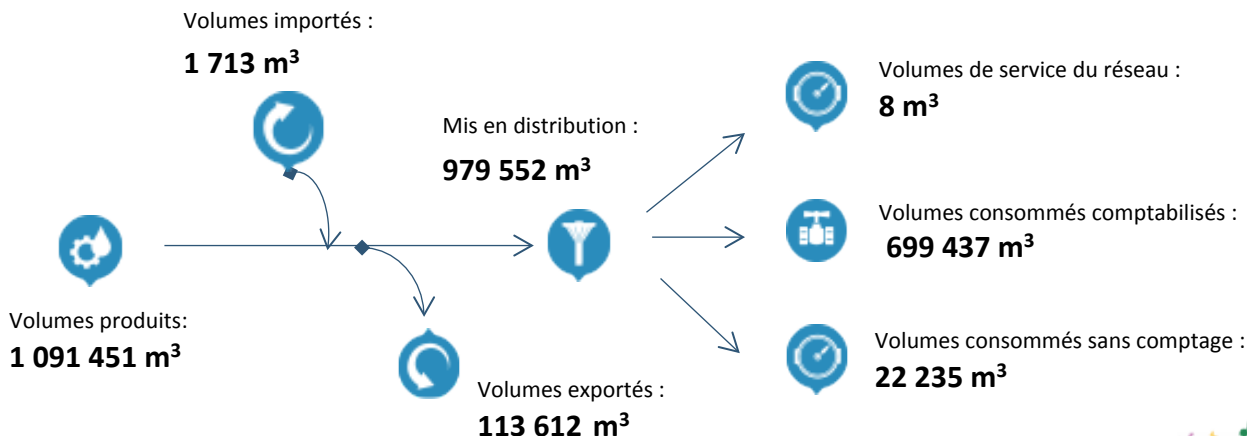 Volumes importés :
1 713 m³
Volumes de service du réseau :
8 m³
Mis en distribution :
979 552 m³
Volumes consommés comptabilisés :
699 437 m³
Volumes produits:
1 091 451 m³
Volumes consommés sans comptage :
22 235 m³
Volumes exportés :
113 612 m³